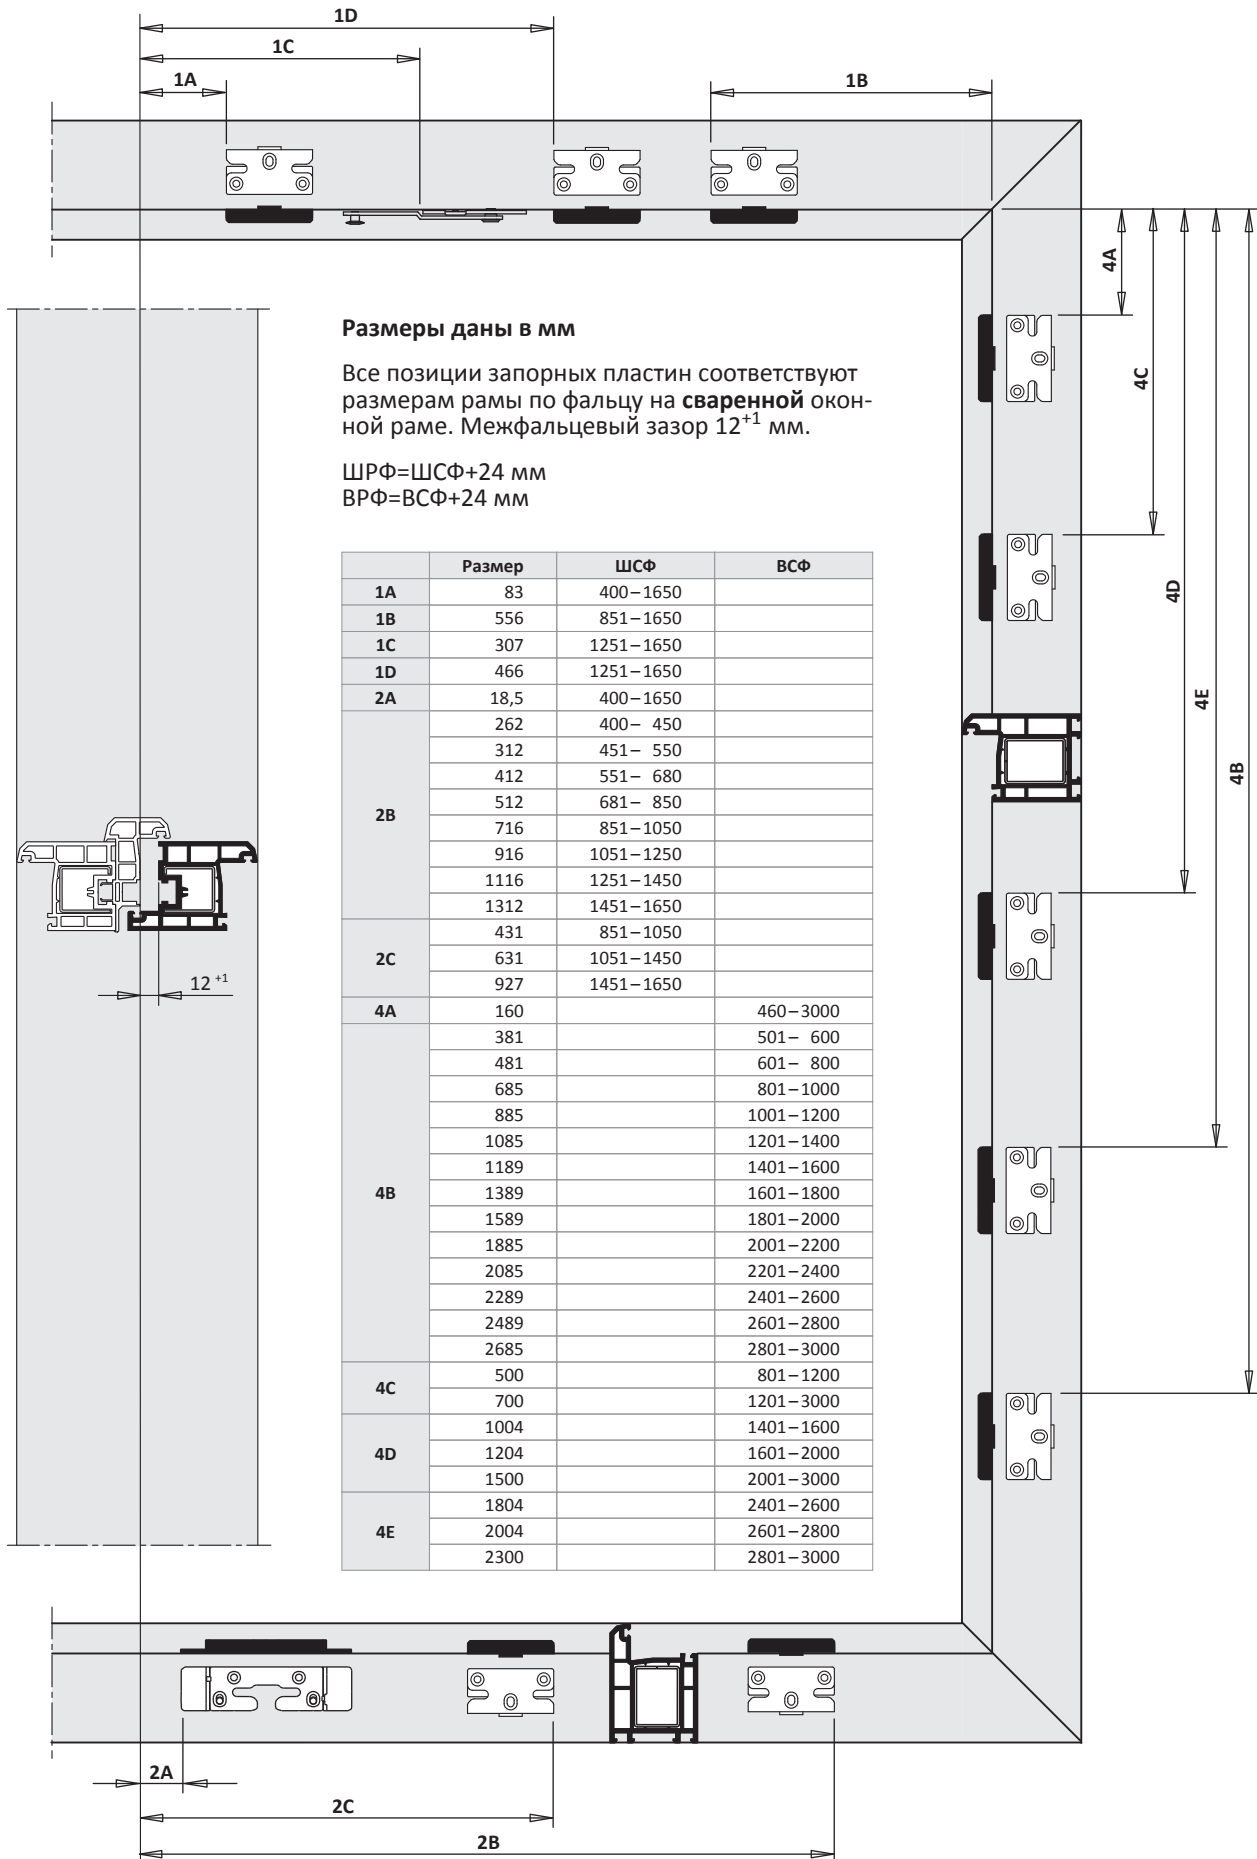 1D
1C
1A
1B
4A
4C
4D
4E
4B
Размеры даны в мм
Все позиции запорных пластин соответствуют
размерам рамы по фальцу на сваренной окон-
ной раме. Межфальцевый зазор 12+1 мм.
ШРФ=ШСФ+24 мм
ВРФ=ВСФ+24 мм
Размер ШСФ ВСФ
1A 83 400–1650
1B 556 851–1650
1C 307 1251–1650
1D 466 1251–1650
2A 18,5 400–1650
2B 262 400– 450
312 451– 550
412 551– 680
512 681– 850
716 851–1050
916 1051–1250
1116 1251–1450
1312 1451–1650
2C 431 851–1050
631 1051–1450
927 1451–1650
4A 160 460–3000
4B 381 501– 600
481 601– 800
685 801–1000
885 1001–1200
1085 1201–1400
1189 1401–1600
1389 1601–1800
1589 1801–2000
1885 2001–2200
2085 2201–2400
2289 2401–2600
2489 2601–2800
2685 2801–3000
4C 500 801–1200
700 1201–3000
4D 1004 1401–1600
1204 1601–2000
1500 2001–3000
4E 1804 2401–2600
2004 2601–2800
2300 2801–3000
12 +1
2A
2C
2B